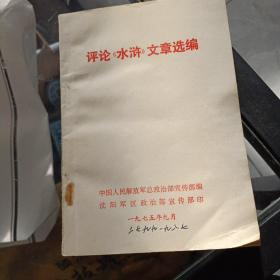 评论《水浒》文章选编
中国人民解放军总政治部宣传部编
沈阳军区政治部宣传部印
一九七五年九月